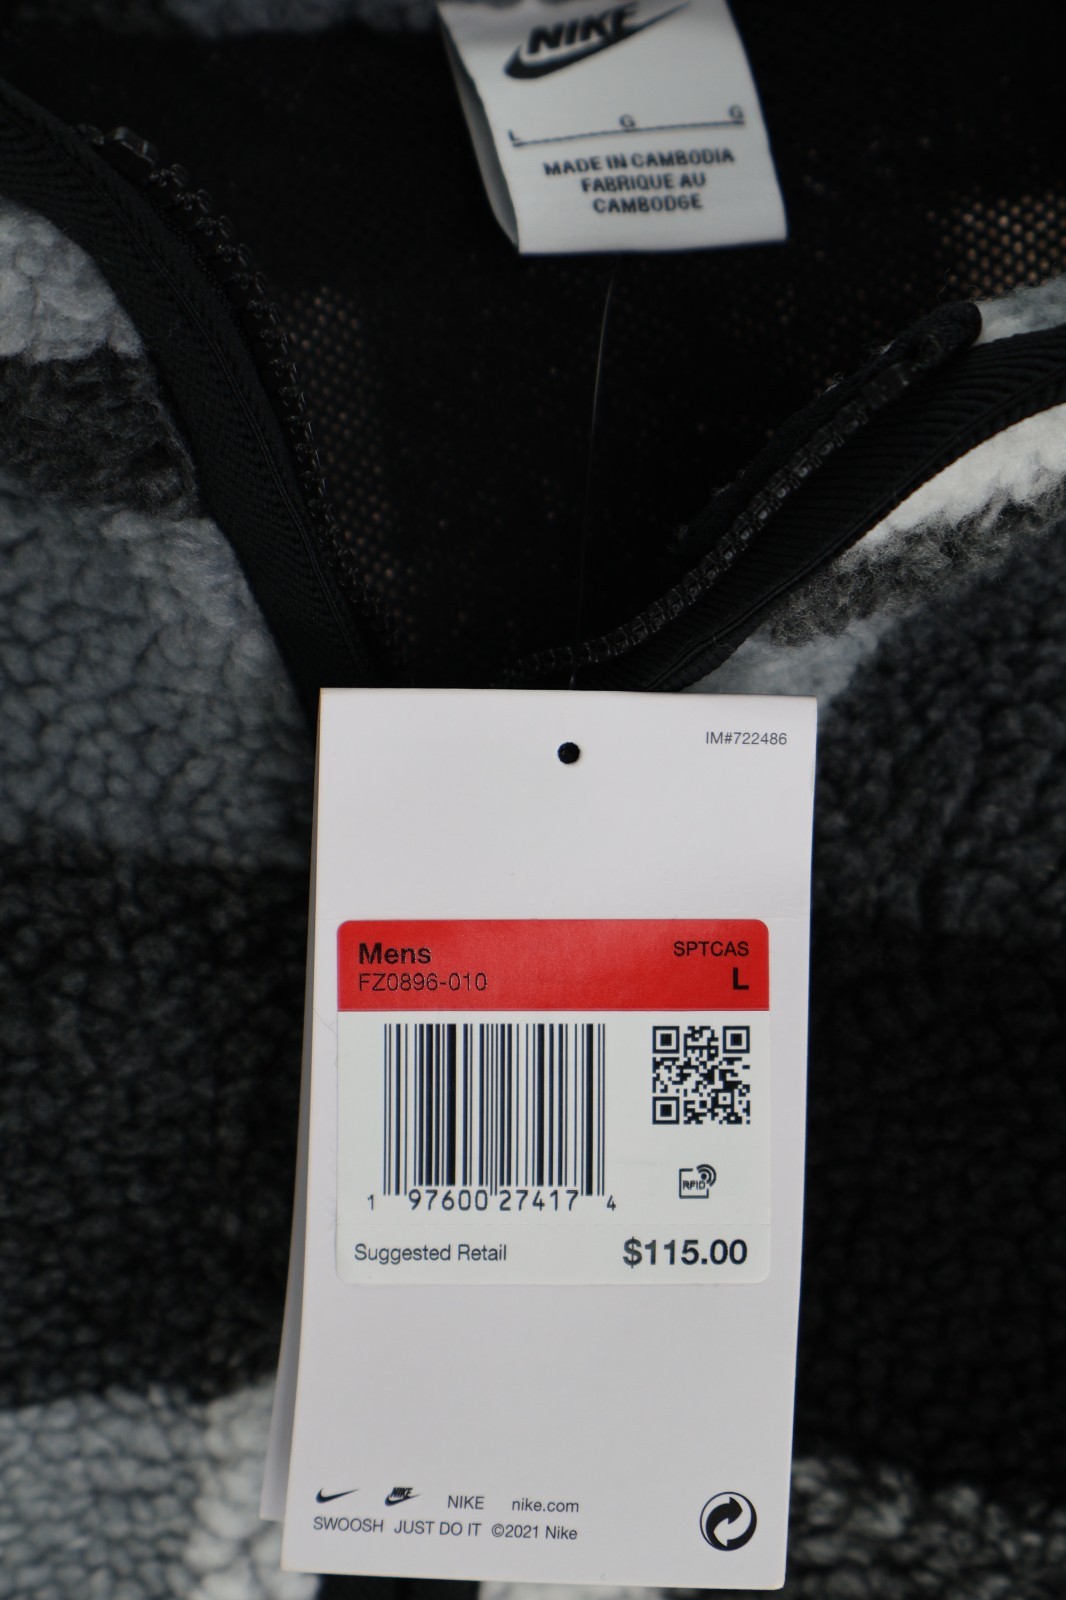 NIKE
L G G
MADE IN CAMBODIA
FABRIQUE AU
CAMBODGE
IM#722486
Mens SPTCAS
FZ0896-010 L
RFID
1 97600 27417 4
Suggested Retail $115.00
NIKE NIKE nike.com
SWOOSH JUST DO IT ©2021 Nike